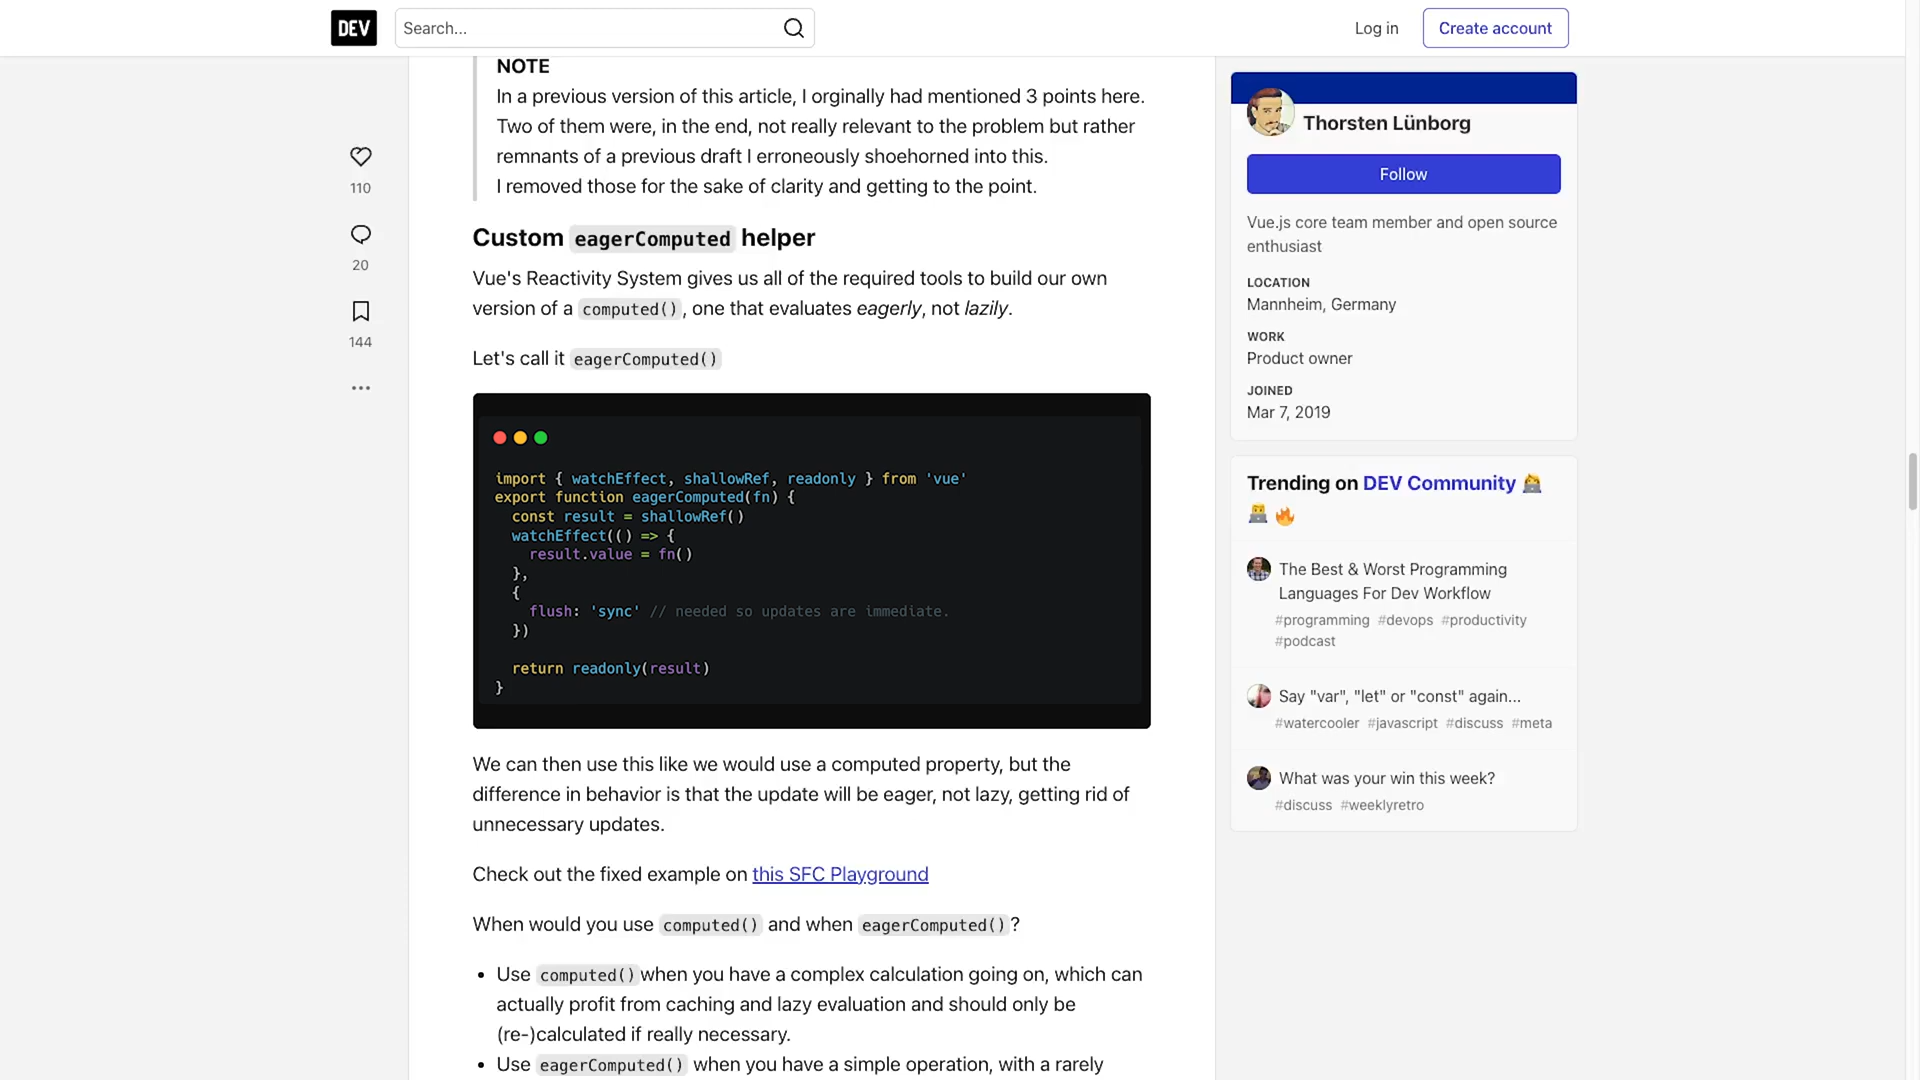 DEV
Search...
Log in
Create account
NOTE
In a previous version of this article, I orginally had mentioned 3 points here.
Two of them were, in the end, not really relevant to the problem but rather
remnants of a previous draft I erroneously shoehorned into this.
I removed those for the sake of clarity and getting to the point.
110
20
144
Custom eagerComputed helper
Vue's Reactivity System gives us all of the required tools to build our own
version of a computed(), one that evaluates eagerly, not lazily.
Let's call it eagerComputed()
import { watchEffect, shallowRef, readonly } from 'vue'
export function eagerComputed(fn) {
  const result = shallowRef()
  watchEffect(() => {
    result.value = fn()
  },
  {
    flush: 'sync' // needed so updates are immediate.
  })
  return readonly(result)
}
We can then use this like we would use a computed property, but the
difference in behavior is that the update will be eager, not lazy, getting rid of
unnecessary updates.
Check out the fixed example on this SFC Playground
When would you use computed() and when eagerComputed()?
• Use computed()when you have a complex calculation going on, which can
actually profit from caching and lazy evaluation and should only be
(re-)calculated if really necessary.
• Use eagerComputed() when you have a simple operation, with a rarely
Thorsten Lünborg
Follow
Vue.js core team member and open source
enthusiast
LOCATION
Mannheim, Germany
WORK
Product owner
JOINED
Mar 7, 2019
Trending on DEV Community 👩‍💻
👨‍💻 🔥
The Best & Worst Programming
Languages For Dev Workflow
#programming #devops #productivity
#podcast
Say "var", "let" or "const" again...
#watercooler #javascript #discuss #meta
What was your win this week?
#discuss #weeklyretro